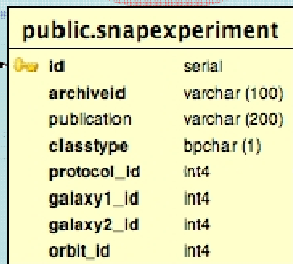 public.snapexperiment
id serial
archiveid varchar (100)
publication varchar (200)
classtype bpchar (1)
protocol_id int4
galaxy1_id int4
galaxy2_id int4
orbit_id int4